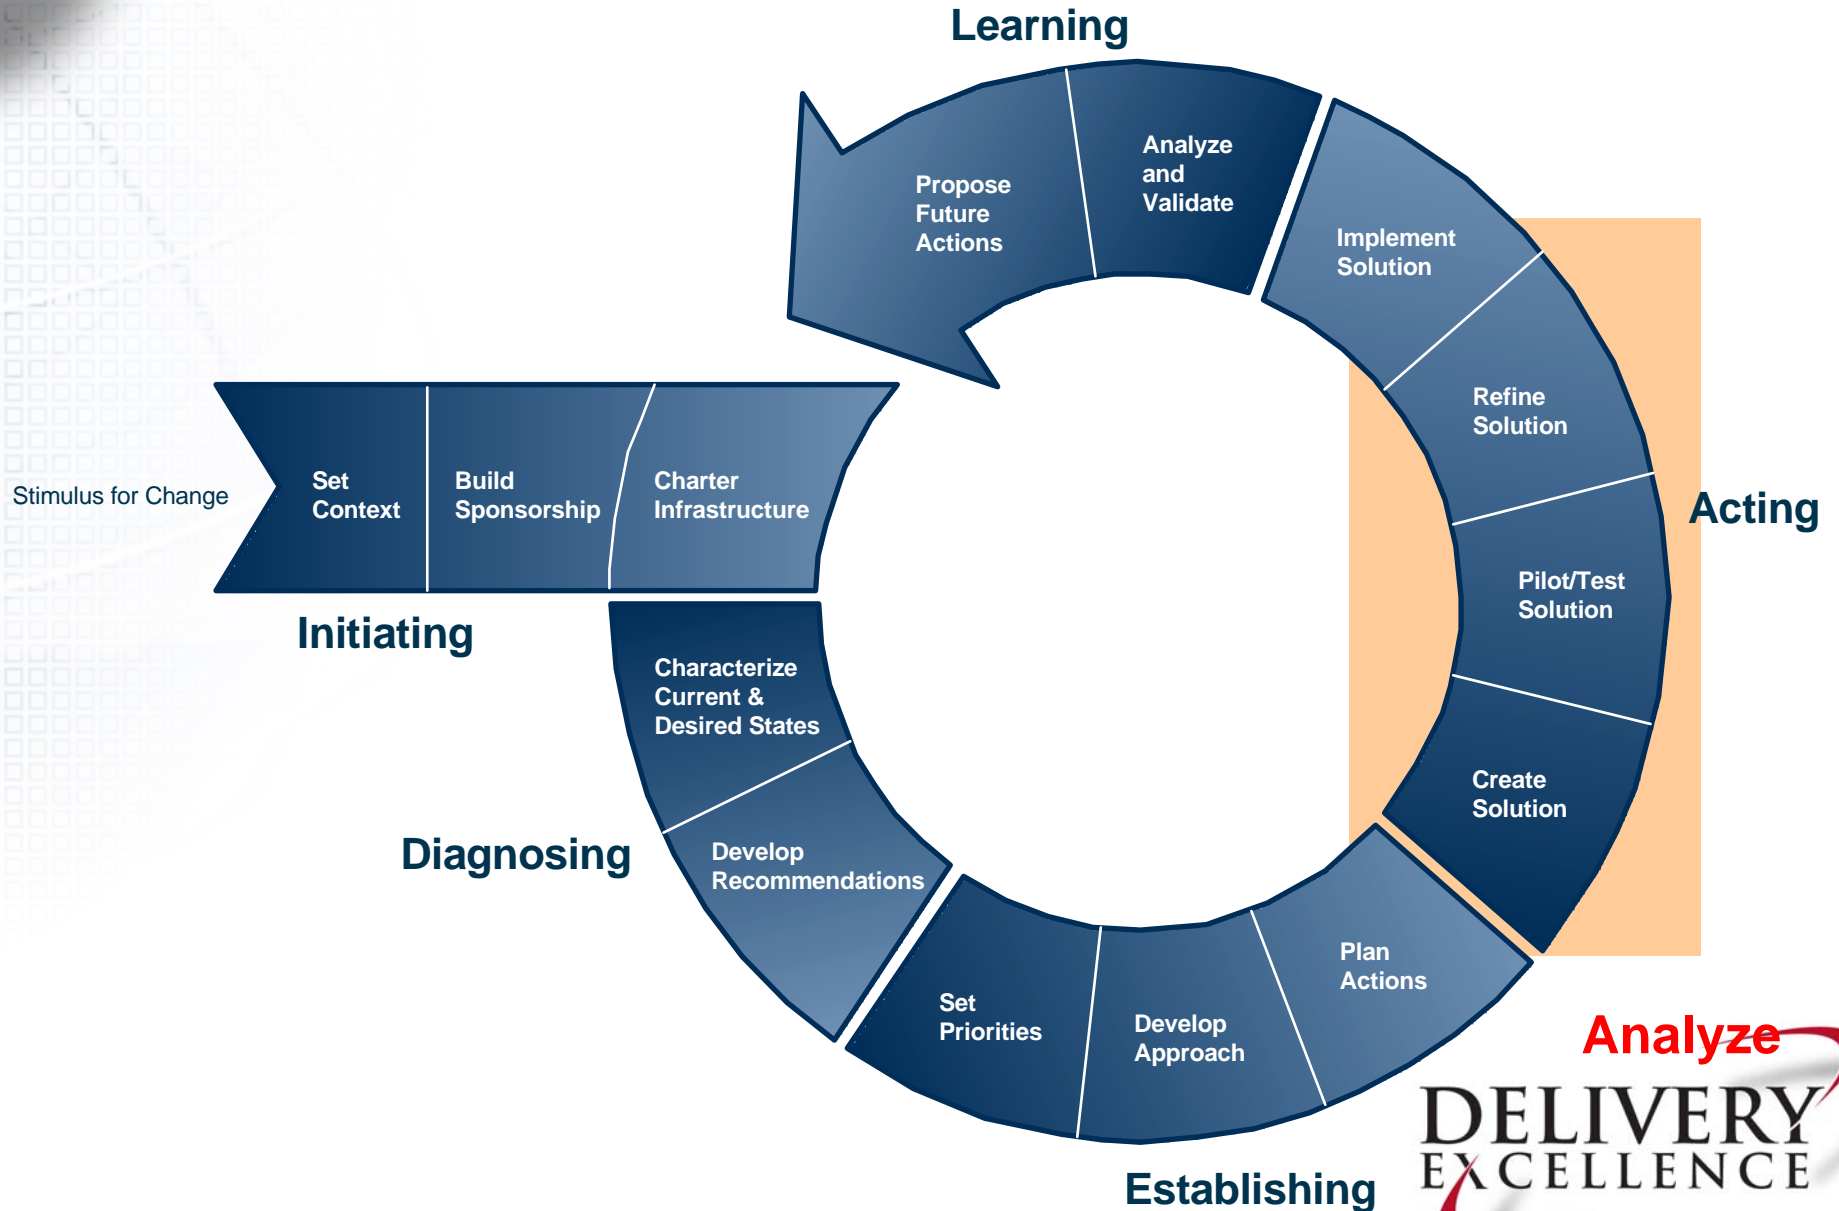 Learning
Analyze
and
Validate
Propose
Future
Actions
Implement
Solution
Refine
Solution
Stimulus for Change
Set
Context
Build
Sponsorship
Charter
Infrastructure
Acting
Pilot/Test
Solution
Initiating
Characterize
Current &
Desired States
Create
Solution
Diagnosing
Develop
Recommendations
Plan
Actions
Set
Priorities
Develop
Approach
Analyze
DELIVERY
EXCELLENCE
Establishing